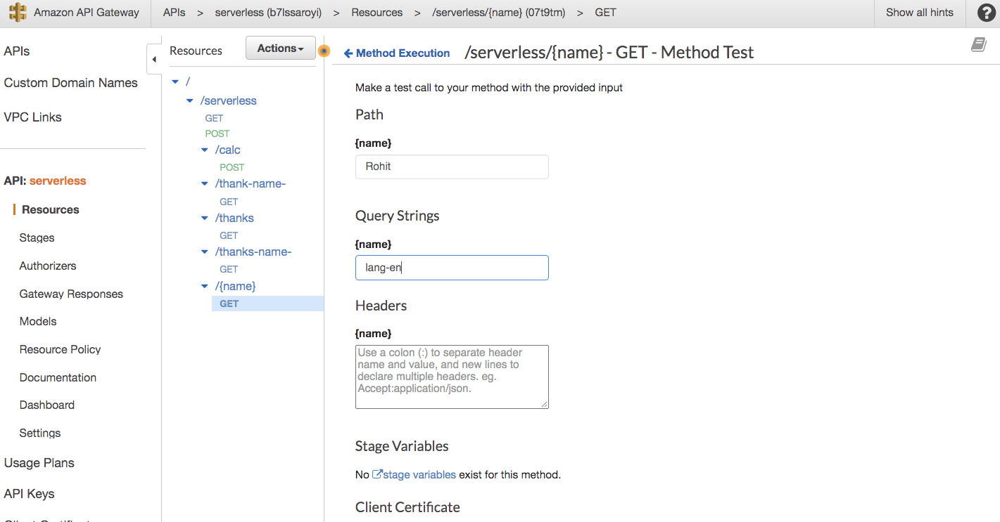 Amazon API Gateway
APIs > serverless (b7lssaroyi) > Resources > /serverless/{name} (07t9tm) > GET
Show all hints
?
APIs
Custom Domain Names
VPC Links
API: serverless
Resources
Stages
Authorizers
Gateway Responses
Models
Resource Policy
Documentation
Dashboard
Settings
Usage Plans
API Keys
Resources
Actions
/
/serverless
GET
POST
/calc
POST
/thank-name-
GET
/thanks
GET
/thanks-name-
GET
/{name}
GET
Method Execution
/serverless/{name} - GET - Method Test
Make a test call to your method with the provided input
Path
{name}
Rohit
Query Strings
{name}
lang-en
Headers
{name}
Use a colon (:) to separate header
name and value, and new lines to
declare multiple headers. eg.
Accept:application/json.
Stage Variables
No stage variables exist for this method.
Client Certificate